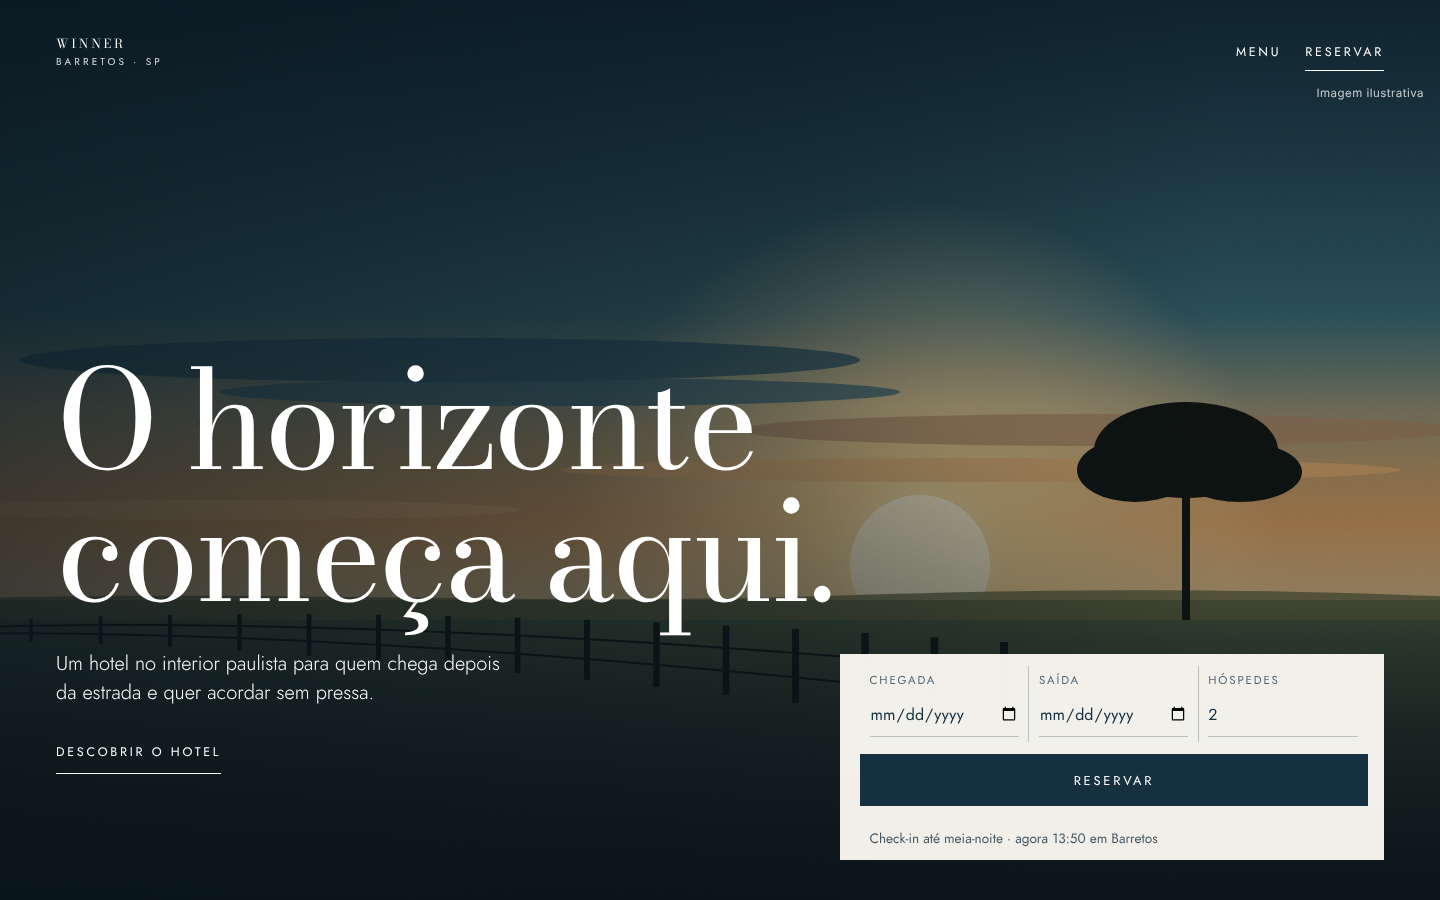 WINNER
BARRETOS · SP
MENU
RESERVAR
Imagem ilustrativa
O horizonte
começa aqui.
Um hotel no interior paulista para quem chega depois
da estrada e quer acordar sem pressa.
DESCOBRIR O HOTEL
CHEGADA
mm/dd/yyyy
SAÍDA
mm/dd/yyyy
HÓSPEDES
2
RESERVAR
Check-in até meia-noite · agora 13:50 em Barretos